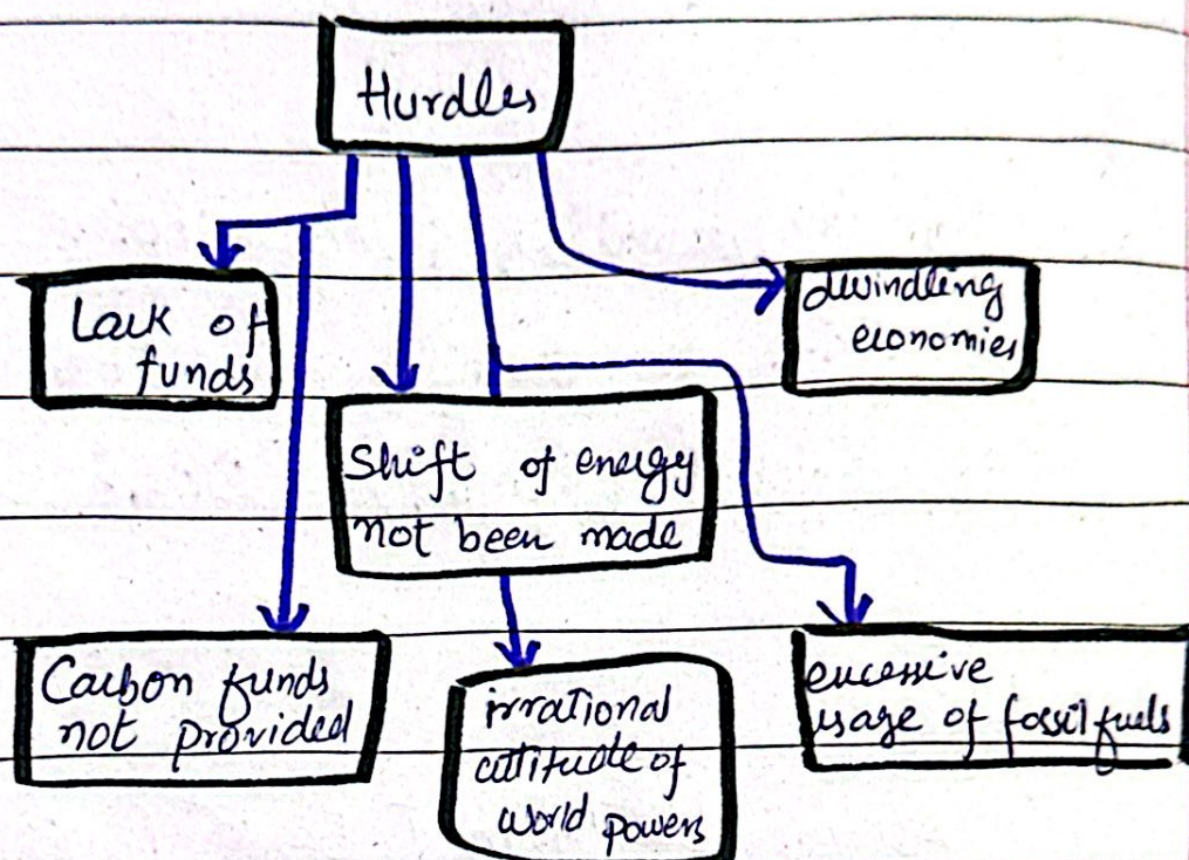 Hurdles
Lack of
funds
dwindling
economies
Shift of energy
not been made
Carbon funds
not provided
irrational
attitude of
world powers
excessive
usage of fossil fuels